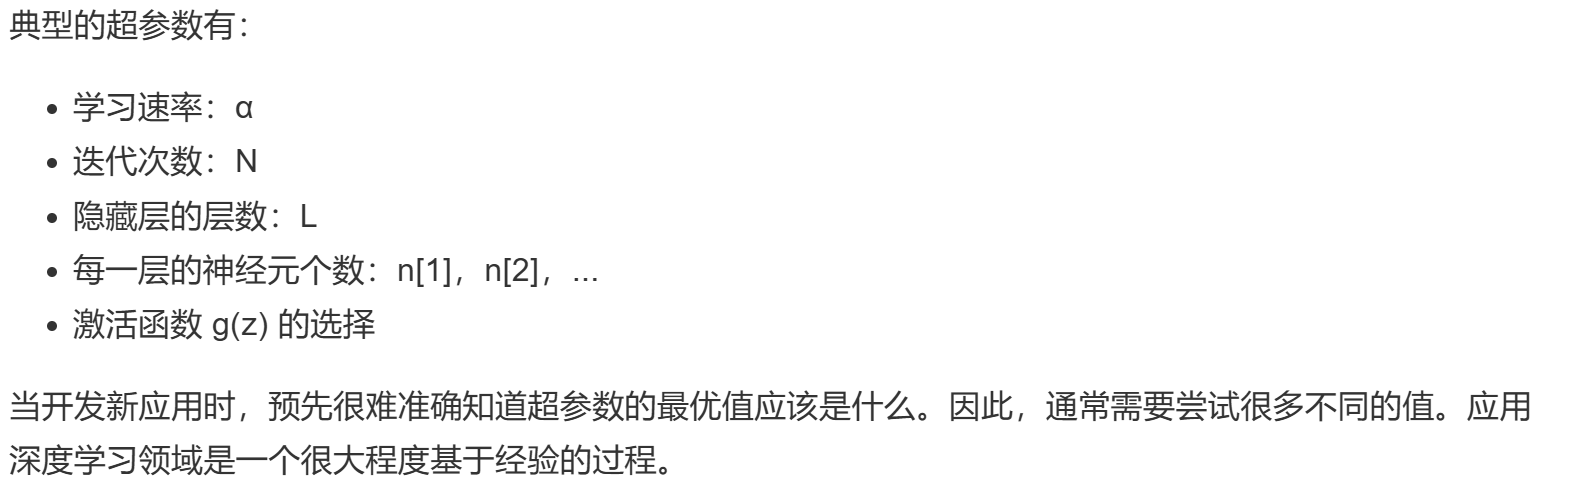 典型的超参数有：
• 学习速率：α
• 迭代次数：N
• 隐藏层的层数：L
• 每一层的神经元个数：n[1]，n[2]，...
• 激活函数 g(z) 的选择
当开发新应用时，预先很难准确知道超参数的最优值应该是什么。因此，通常需要尝试很多不同的值。应用
深度学习领域是一个很大程度基于经验的过程。